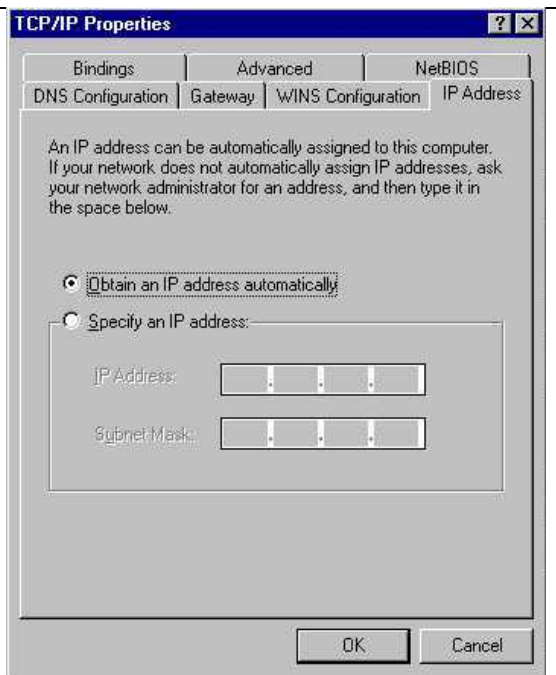 TCP/IP Properties
Bindings
Advanced
NetBIOS
DNS Configuration
Gateway
WINS Configuration
IP Address
An IP address can be automatically assigned to this computer.
If your network does not automatically assign IP addresses, ask
your network administrator for an address, and then type it in
the space below.
Obtain an IP address automatically
Specify an IP address:
IP Address:
Subnet Mask:
OK
Cancel